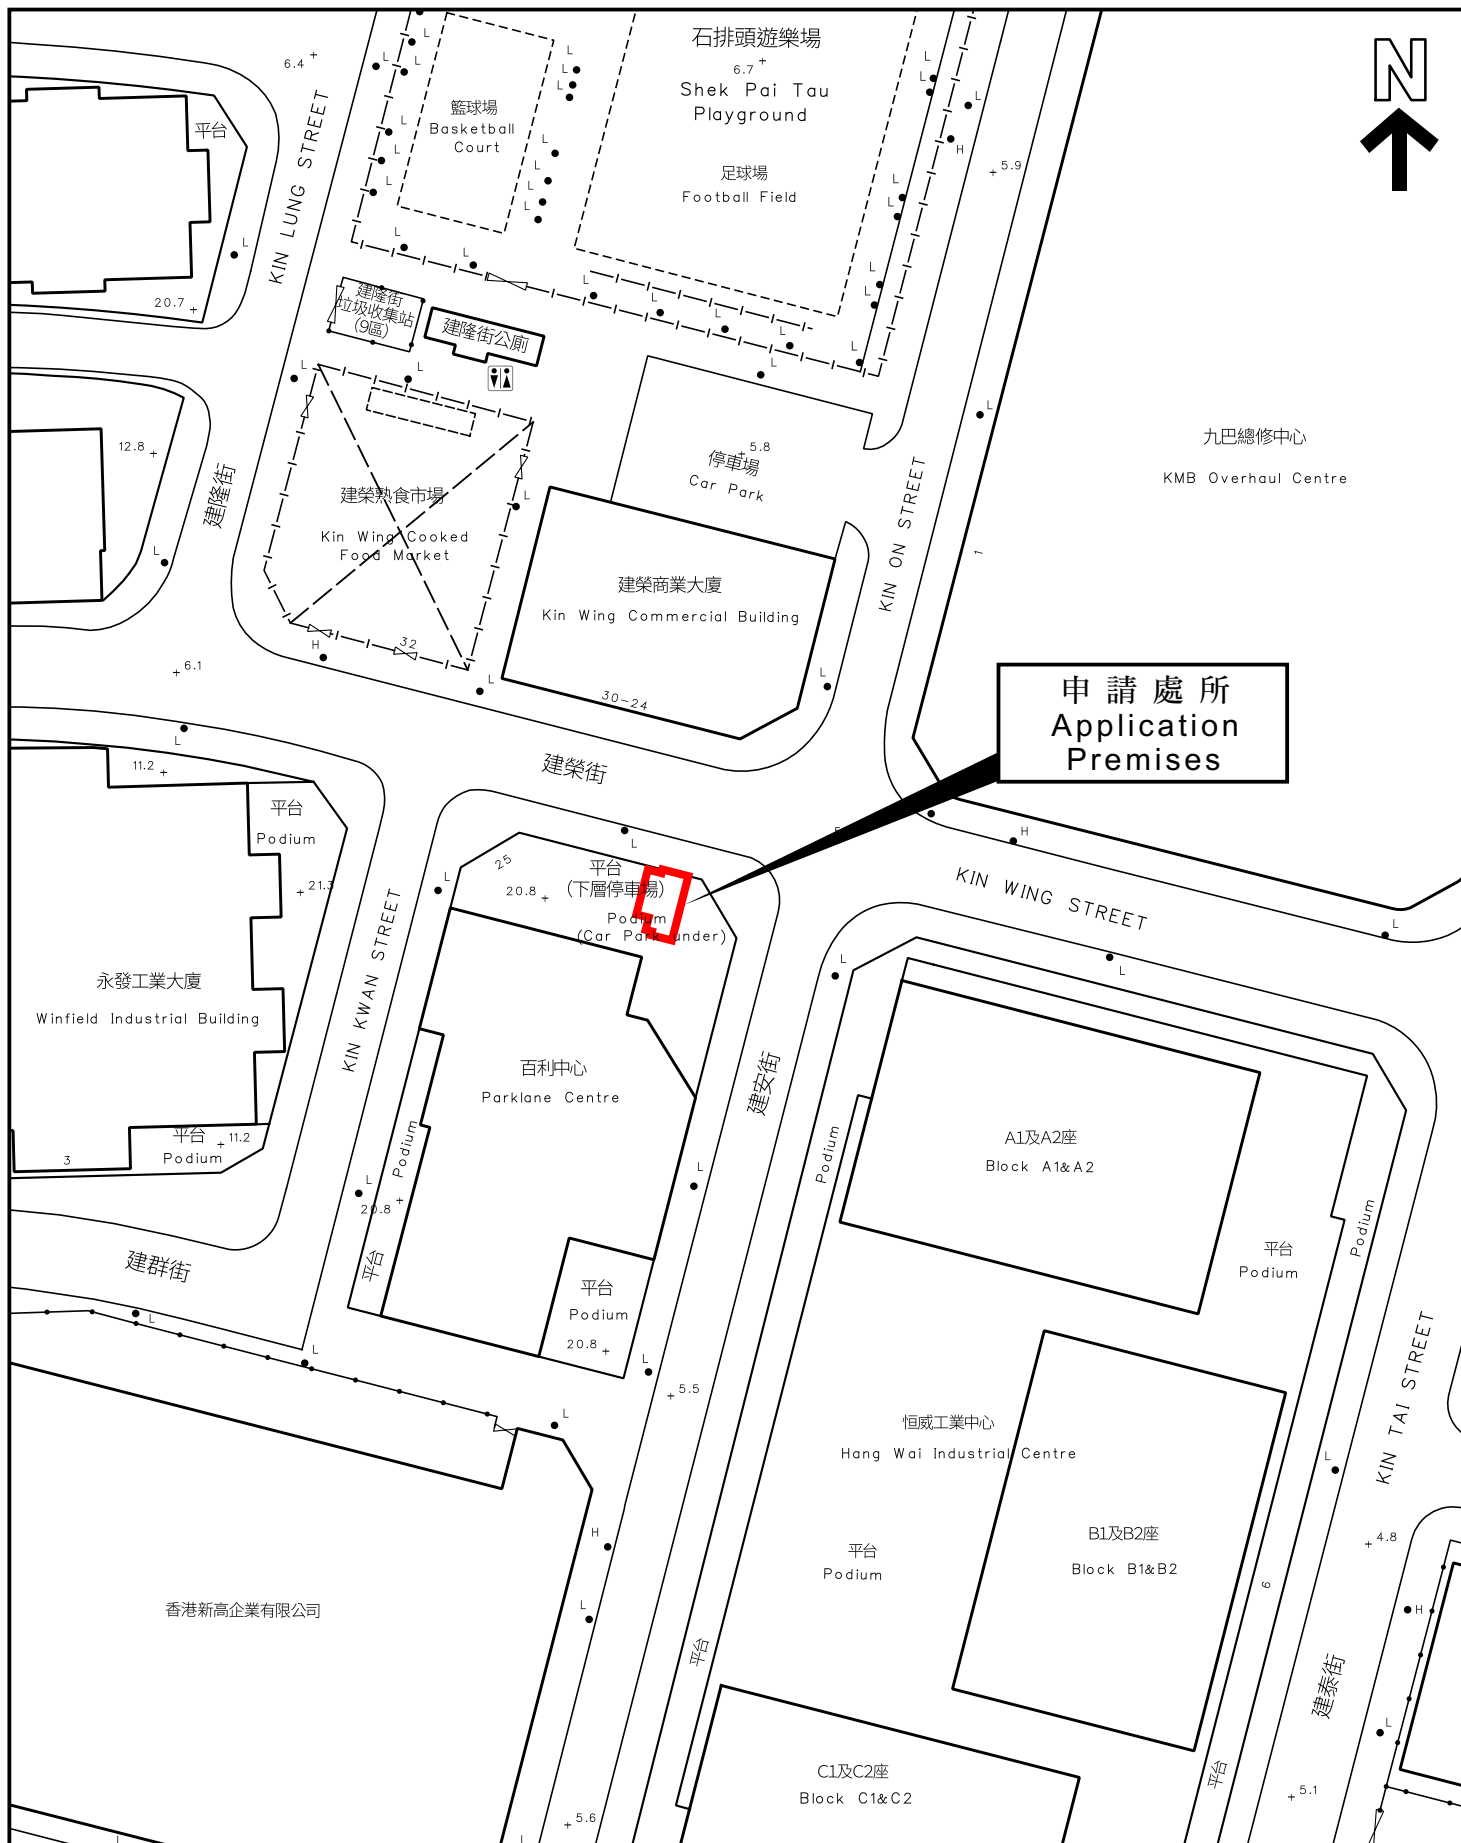 石排頭遊樂場
6.7
Shek Pai Tau
Playground
6.4
籃球場
Basketball
Court
足球場
Football Field
N
平台
KIN LUNG STREET
5.9
20.7
建隆街
垃圾收集站
(9區)
建隆街公廁
12.8
建隆街
建榮熟食市場
Kin Wing Cooked
Food Market
32
5.8
停車場
Car Park
KIN ON STREET
1
九巴總修中心
KMB Overhaul Centre
建榮商業大廈
Kin Wing Commercial Building
30-24
6.1
申請處所
Application
Premises
建榮街
11.2
平台
Podium
21.3
25
20.8
平台
(下層停車場)
Podium
(Car Park under)
KIN WING STREET
KIN KWAN STREET
永發工業大廈
Winfield Industrial Building
百利中心
Parklane Centre
建安街
平台
Podium
11.2
3
Podium
20.8
平台
建群街
平台
Podium
20.8
5.5
Podium
A1及A2座
Block A1&A2
平台
Podium
Podium
KIN TAI STREET
恒威工業中心
Hang Wai Industrial Centre
B1及B2座
Block B1&B2
平台
Podium
4.8
香港新高企業有限公司
平台
9
建泰街
平台
C1及C2座
Block C1&C2
5.6
5.1